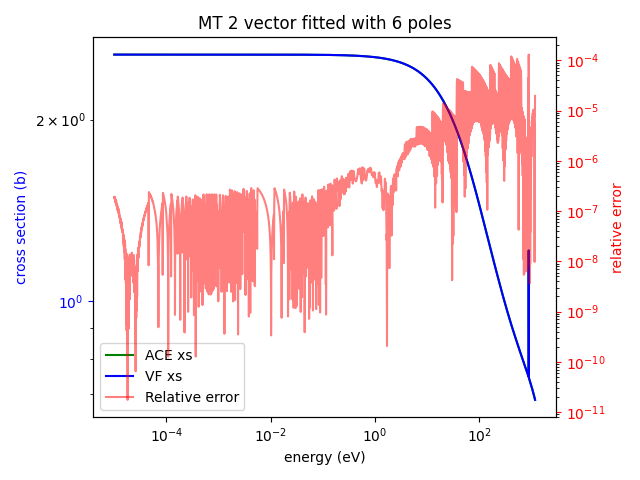 MT 2 vector fitted with 6 poles
cross section (b)
2 × 10⁰
10⁰
10⁻⁴
10⁻⁵
10⁻⁶
10⁻⁷
10⁻⁸
10⁻⁹
10⁻¹⁰
10⁻¹¹
relative error
ACE xs
VF xs
Relative error
10⁻⁴
10⁻²
10⁰
10²
energy (eV)